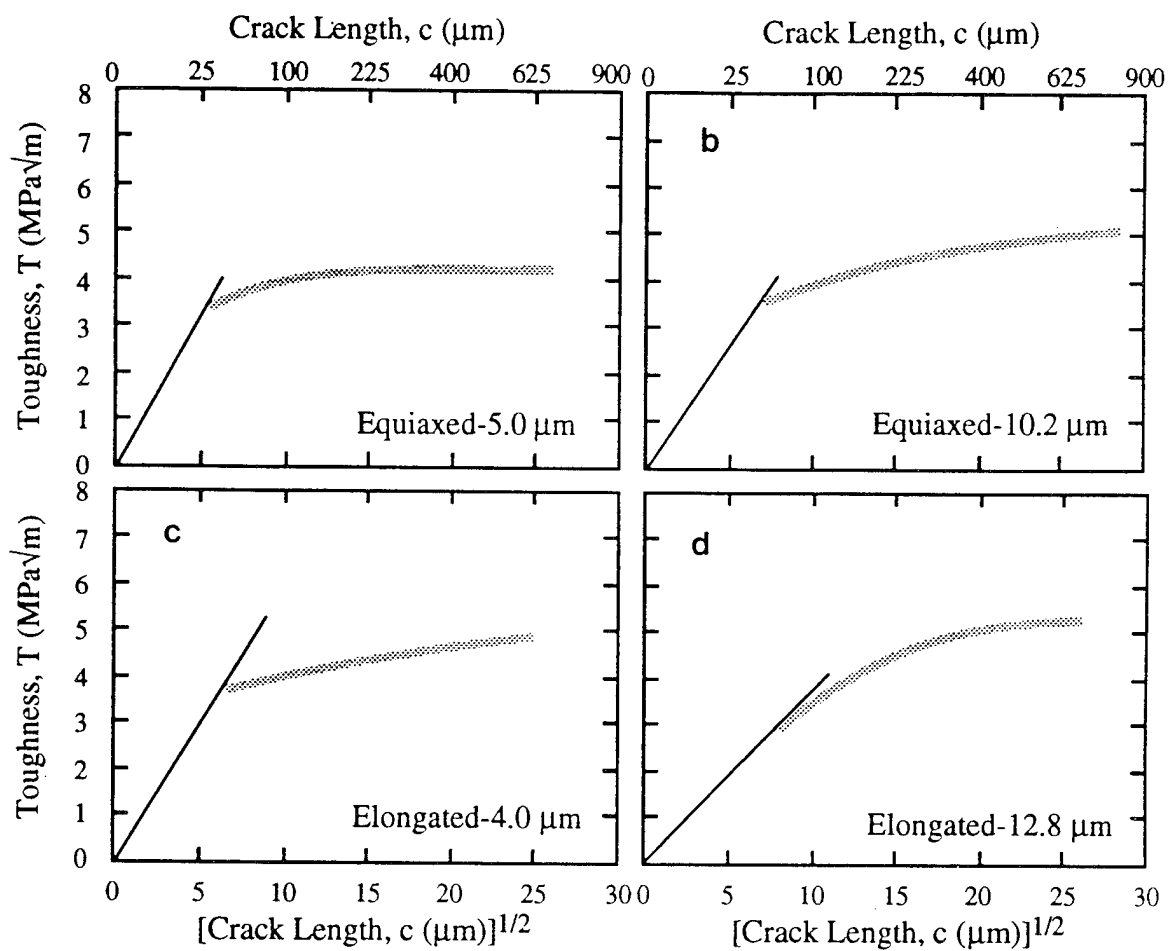 Crack Length, c (μm)
Crack Length, c (μm)
0 25 100 225 400 625 900
0 25 100 225 400 625 900
Toughness, T (MPa√m)
8
7
6
5
4
3
2
1
0
Equiaxed-5.0 μm
b
Equiaxed-10.2 μm
Toughness, T (MPa√m)
8
7
6
5
4
3
2
1
0
c
Elongated-4.0 μm
d
Elongated-12.8 μm
0 5 10 15 20 25 30
5 10 15 20 25 30
[Crack Length, c (μm)]1/2
[Crack Length, c (μm)]1/2